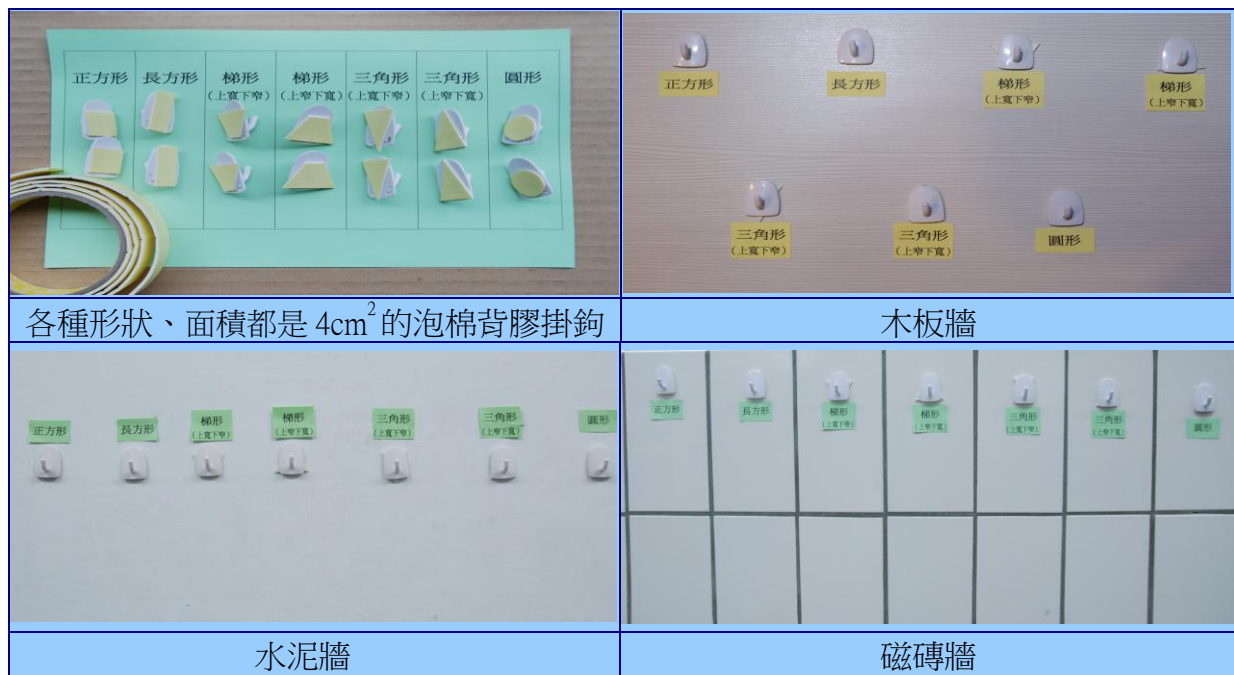 正方形
長方形
梯形
(上寬下窄)
梯形
(上窄下寬)
三角形
(上寬下窄)
三角形
(上窄下寬)
圓形
正方形
長方形
梯形
(上寬下窄)
梯形
(上窄下寬)
三角形
(上寬下窄)
三角形
(上窄下寬)
圓形
各種形狀、面積都是 4cm² 的泡棉背膠掛鉤
木板牆
正方形
長方形
梯形
(上寬下窄)
梯形
(上窄下寬)
三角形
(上寬下窄)
三角形
(上窄下寬)
圓形
正方形
長方形
梯形
(上寬下窄)
梯形
(上窄下寬)
三角形
(上寬下窄)
三角形
(上窄下寬)
圓形
水泥牆
磁磚牆